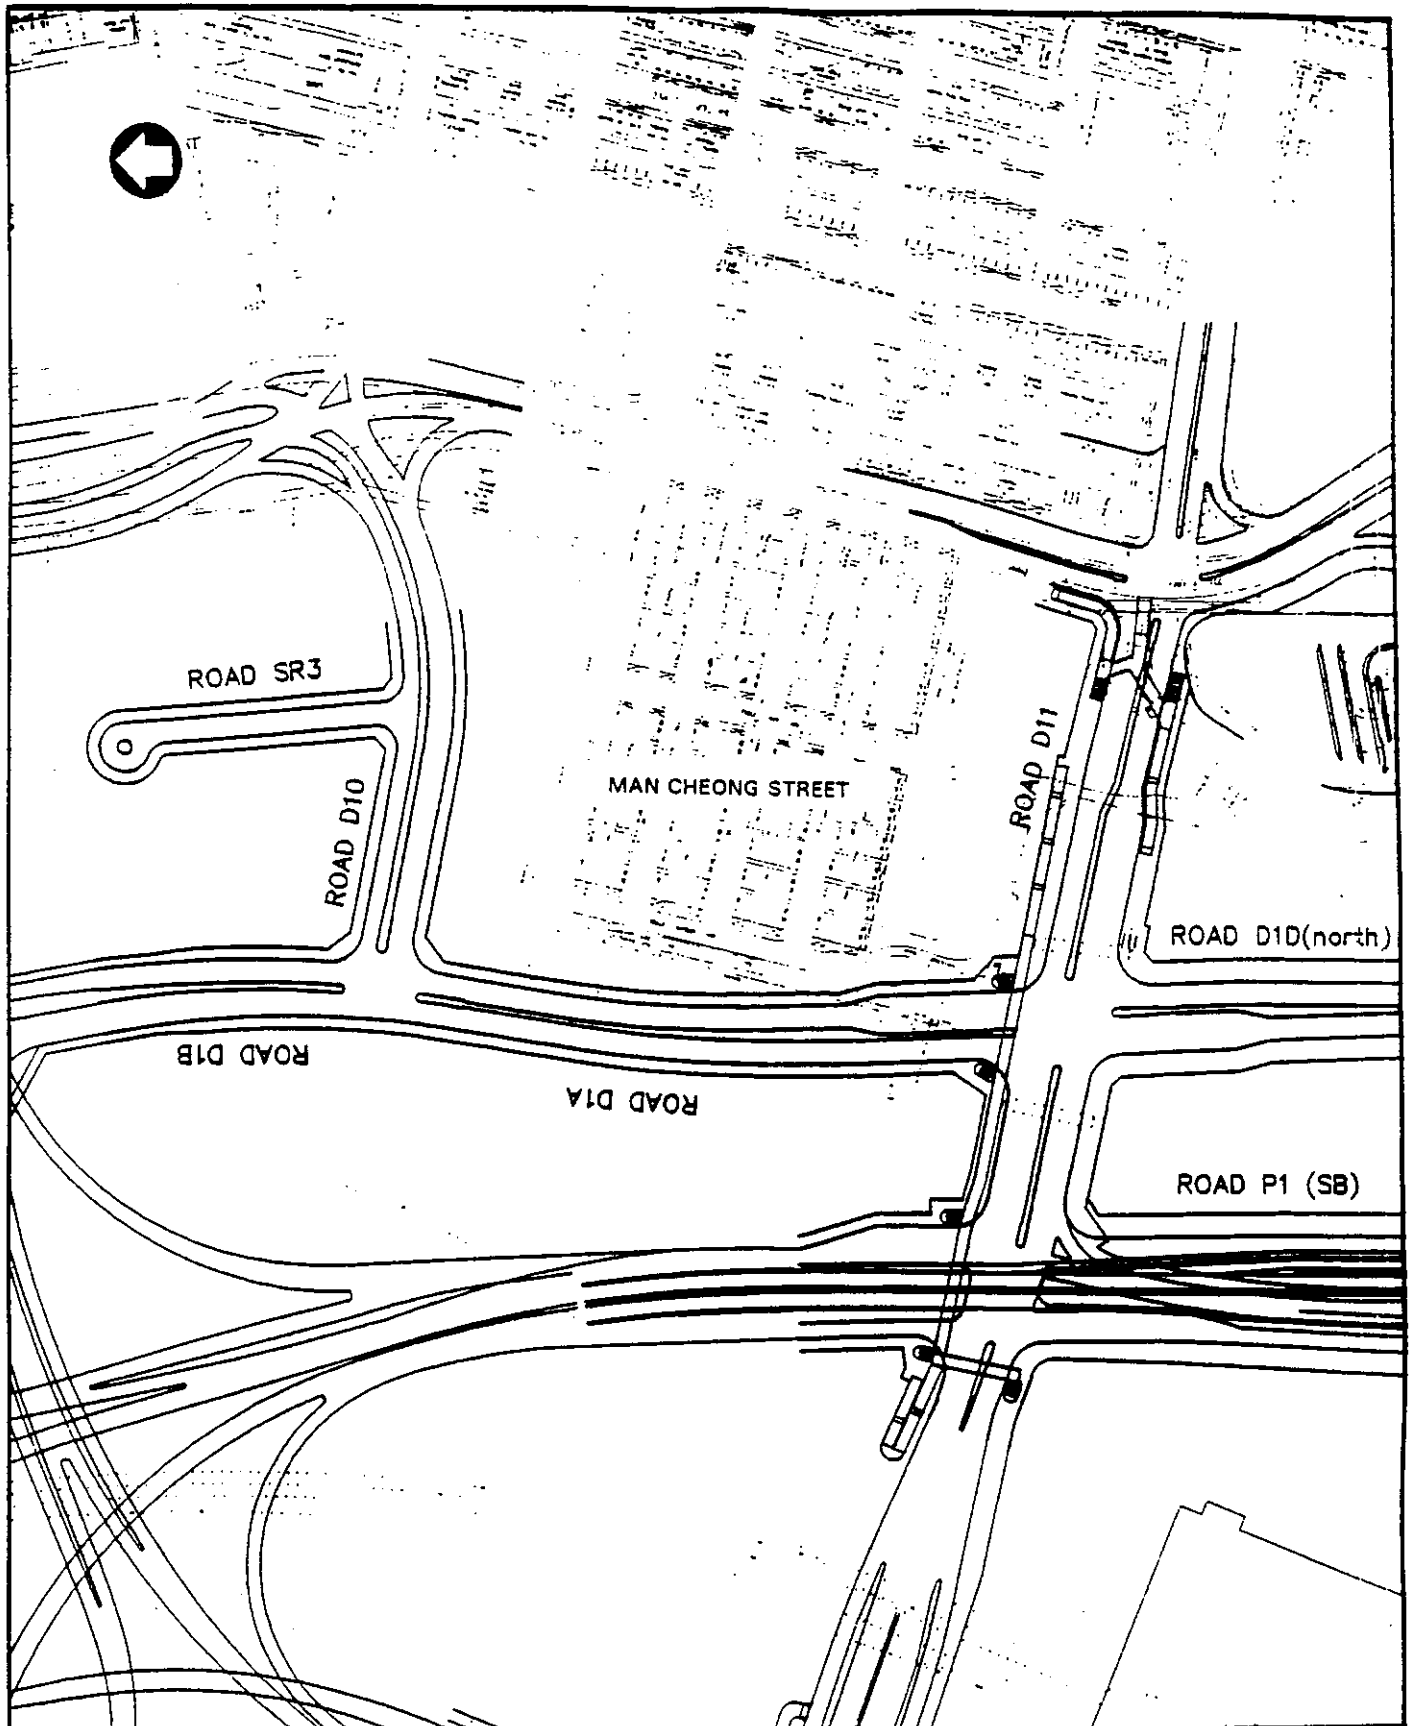 ROAD SR3
ROAD D11
MAN CHEONG STREET
ROAD D10
ROAD D1D(north)
ROAD D1B
ROAD D1A
ROAD P1 (SB)